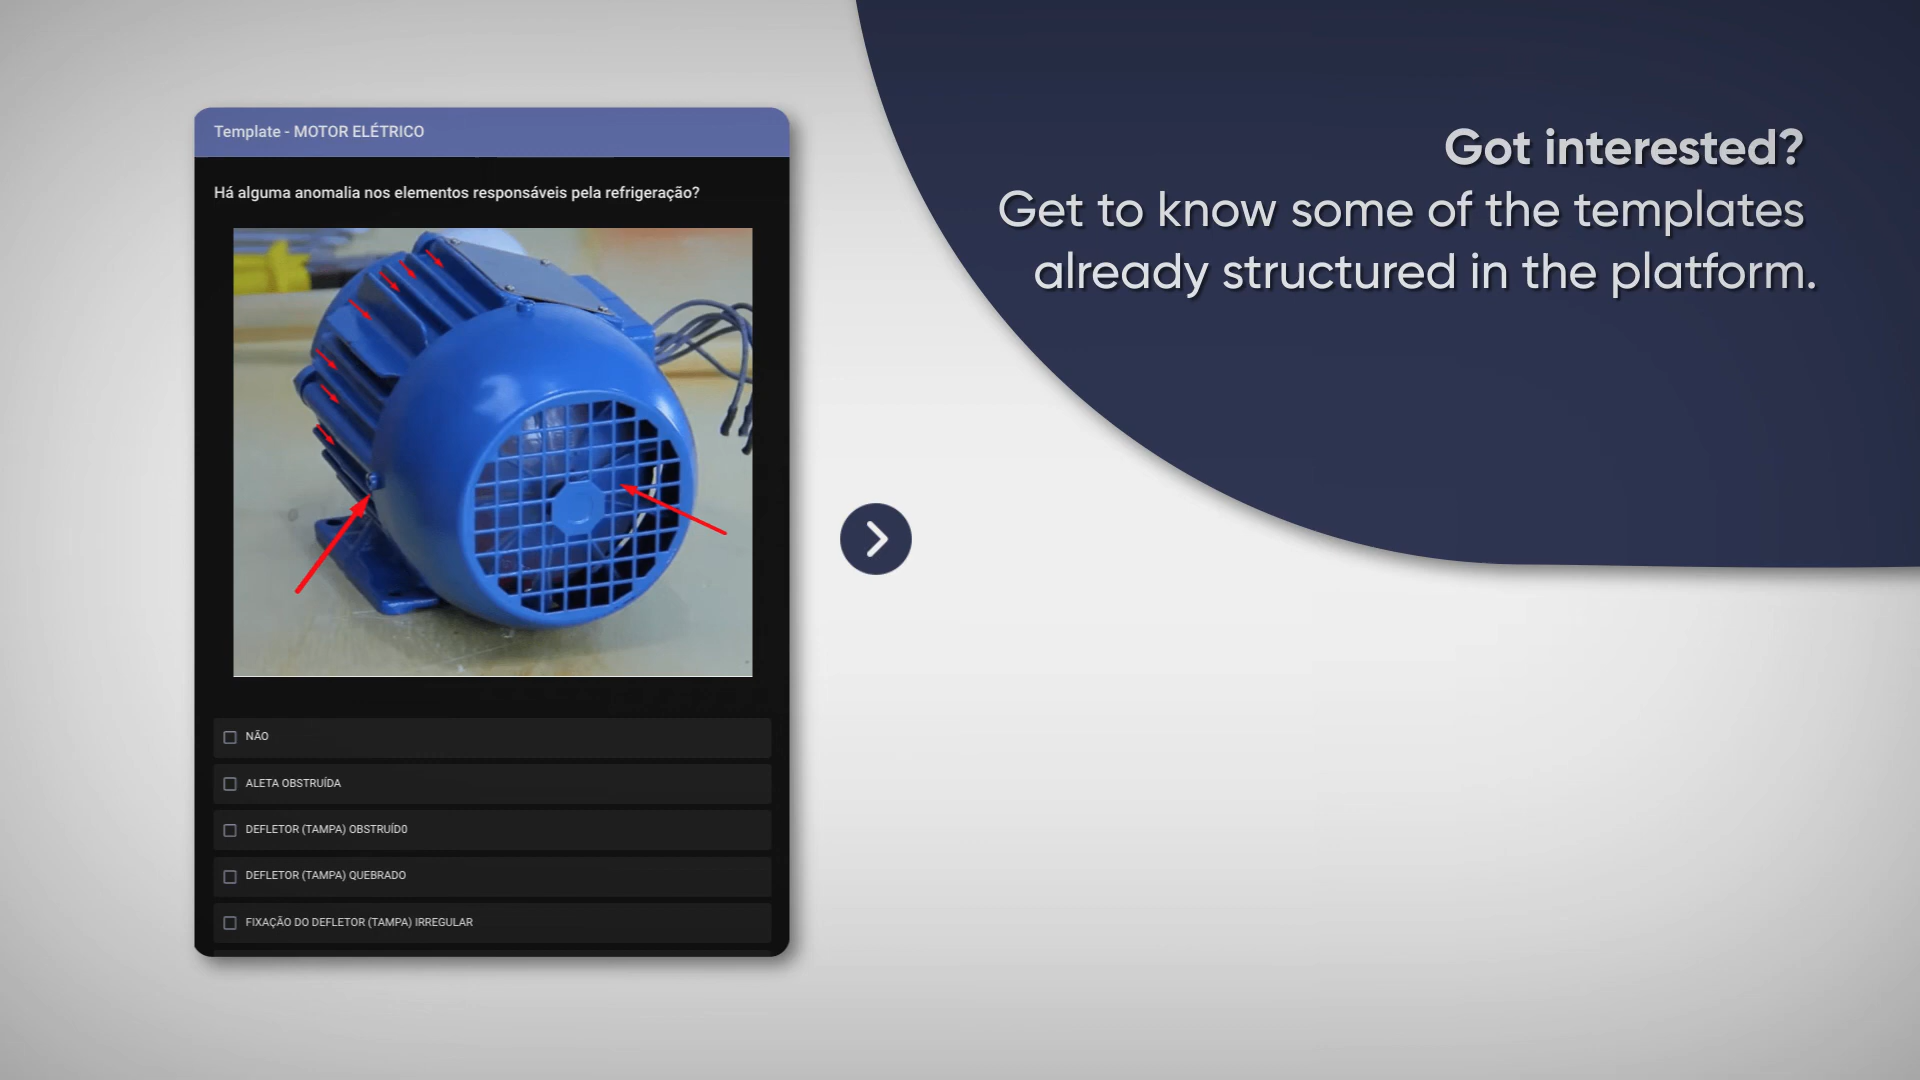 Template - MOTOR ELÉTRICO
Há alguma anomalia nos elementos responsáveis pela refrigeração?
NÃO
ALETA OBSTRUÍDA
DEFLETOR (TAMPA) OBSTRUÍDO
DEFLETOR (TAMPA) QUEBRADO
FIXAÇÃO DO DEFLETOR (TAMPA) IRREGULAR
Got interested?
Get to know some of the templates
already structured in the platform.